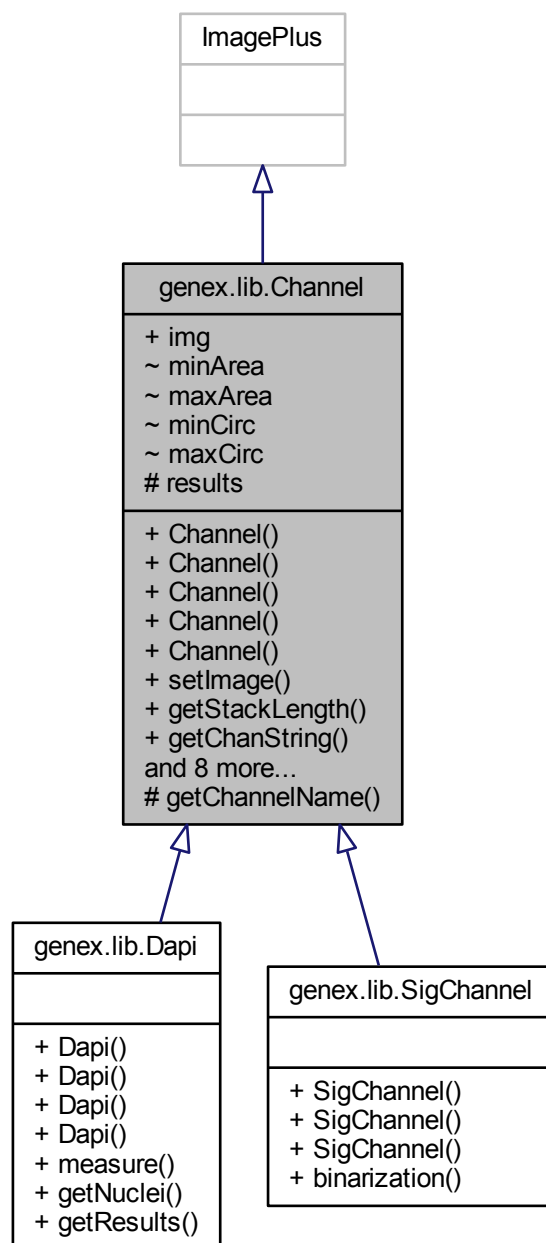 ImagePlus
genex.lib.Channel
+ img
~ minArea
~ maxArea
~ minCirc
~ maxCirc
# results
+ Channel()
+ Channel()
+ Channel()
+ Channel()
+ Channel()
+ setImage()
+ getStackLength()
+ getChanString()
and 8 more...
# getChannelName()
genex.lib.Dapi
+ Dapi()
+ Dapi()
+ Dapi()
+ Dapi()
+ measure()
+ getNuclei()
+ getResults()
genex.lib.SigChannel
+ SigChannel()
+ SigChannel()
+ SigChannel()
+ binarization()